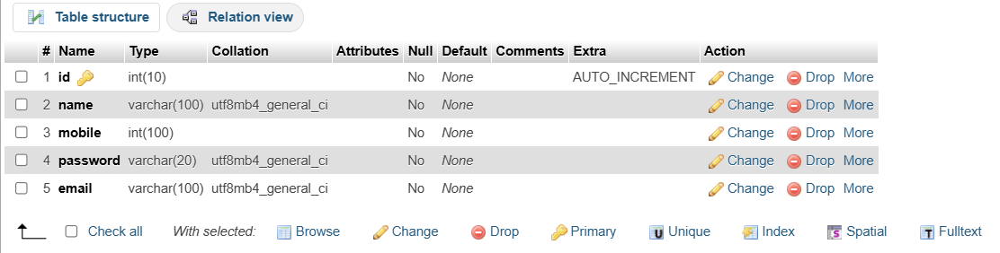 Table structure Relation view
# Name Type Collation Attributes Null Default Comments Extra Action
1 id int(10) No None AUTO_INCREMENT Change Drop More
2 name varchar(100) utf8mb4_general_ci No None Change Drop More
3 mobile int(100) No None Change Drop More
4 password varchar(20) utf8mb4_general_ci No None Change Drop More
5 email varchar(100) utf8mb4_general_ci No None Change Drop More
Check all With selected: Browse Change Drop Primary Unique Index Spatial Fulltext